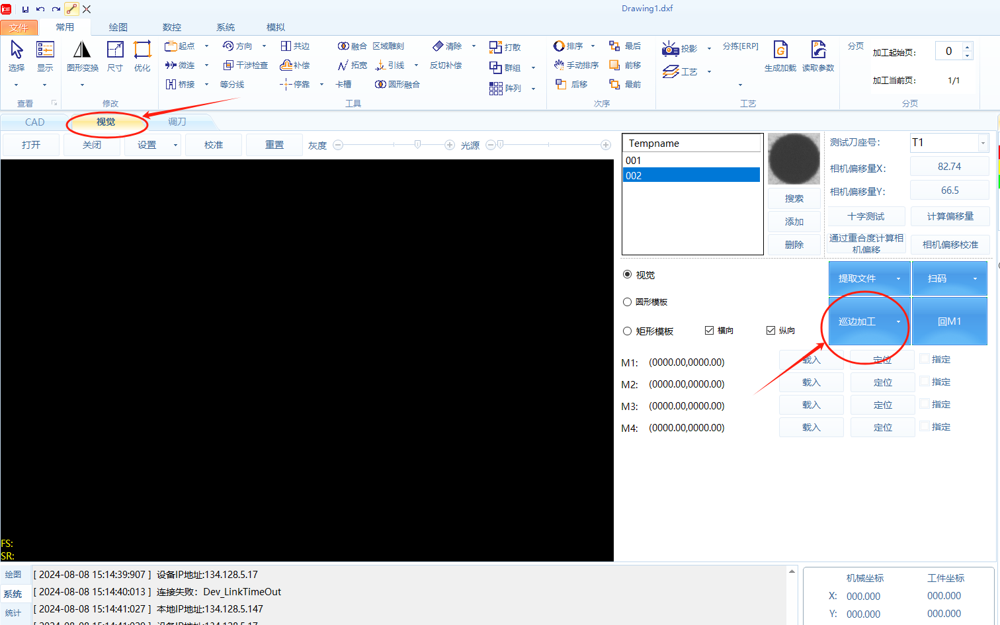 Drawing1.dxf
文件 常用 绘图 数控 系统 模拟
选择 显示 图形变换 尺寸 优化
起点 方向 共边 融合 区域雕刻 清除 打散
微连 干涉检查 补偿 拓宽 引线 反切补偿 群组
桥接 等分线 停靠 卡槽 圆形融合 阵列
排序 最后
手动排序 前移
后移 最前
投影 分拣[ERP]
工艺 生成加载 读取参数
分页 加工起始页: 0
加工当前页: 1/1
查看 修改 工具 次序 工艺 分页
CAD 视觉 调刀
打开 关闭 设置 校准 重置 灰度 光源
Tempname
001
002
搜索
添加
删除
测试刀座号: T1
相机偏移量X: 82.74
相机偏移量Y: 66.5
十字测试 计算偏移量
通过重合度计算相机偏移 相机偏移校准
视觉
圆形模板
矩形模板 横向 纵向
提取文件 扫码
巡边加工 回M1
M1: (0000.00,0000.00) 载入 定位 指定
M2: (0000.00,0000.00) 载入 定位 指定
M3: (0000.00,0000.00) 载入 定位 指定
M4: (0000.00,0000.00) 载入 定位 指定
FS:
SR:
绘图
系统
统计
[ 2024-08-08 15:14:39:907 ] 设备IP地址:134.128.5.17
[ 2024-08-08 15:14:40:013 ] 连接失败: Dev_LinkTimeOut
[ 2024-08-08 15:14:41:027 ] 本地IP地址:134.128.5.147
机械坐标 工件坐标
X: 000.000 000.000
Y: 000.000 000.000